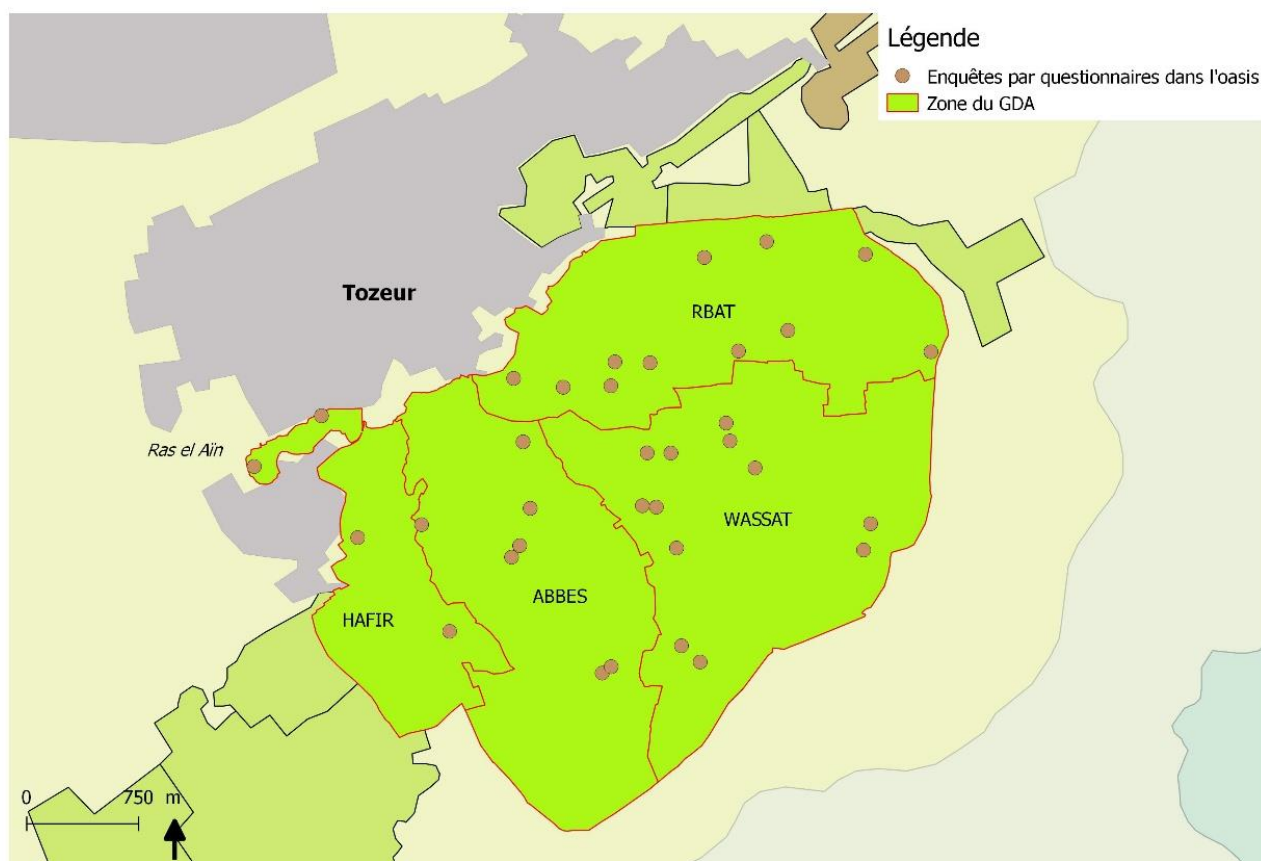 Légende
Enquêtes par questionnaires dans l'oasis
Zone du GDA
Tozeur
RBAT
Ras el Aïn
WASSAT
ABBES
HAFIR
0 750 m